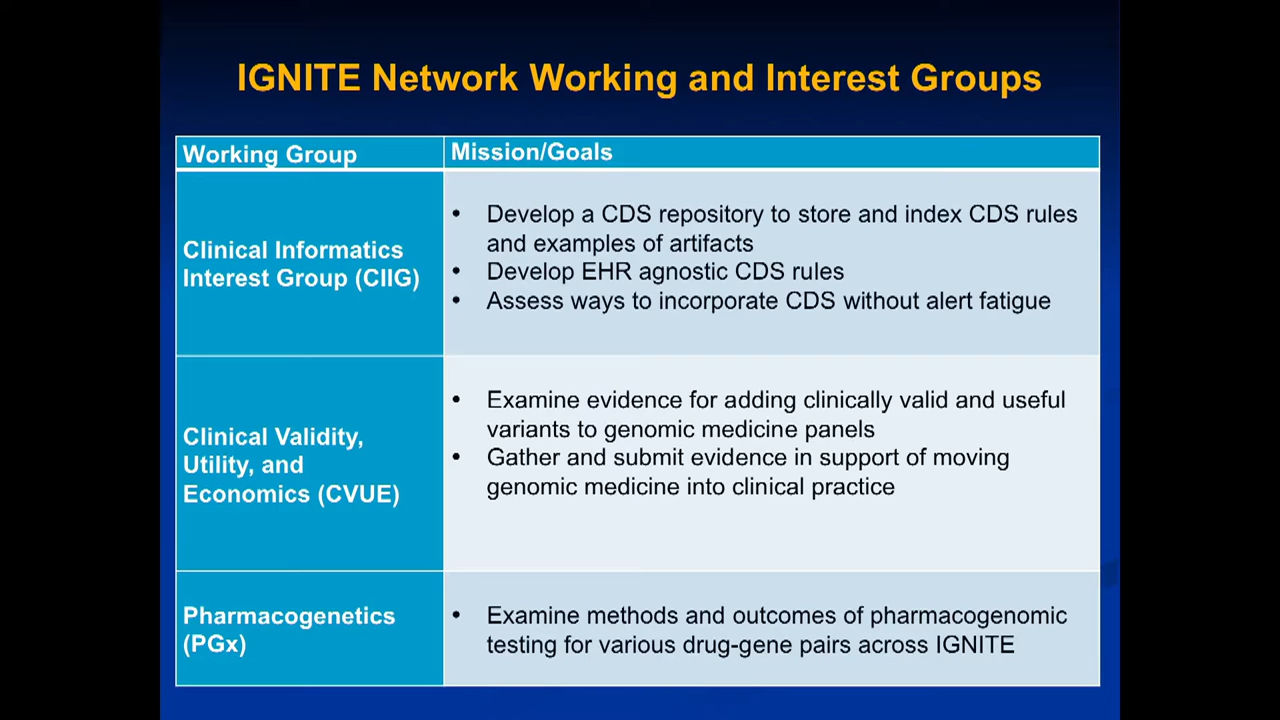 IGNITE Network Working and Interest Groups
Working Group
Mission/Goals
Clinical Informatics
Interest Group (CIIG)
• Develop a CDS repository to store and index CDS rules
and examples of artifacts
• Develop EHR agnostic CDS rules
• Assess ways to incorporate CDS without alert fatigue
Clinical Validity,
Utility, and
Economics (CVUE)
• Examine evidence for adding clinically valid and useful
variants to genomic medicine panels
• Gather and submit evidence in support of moving
genomic medicine into clinical practice
Pharmacogenetics
(PGx)
• Examine methods and outcomes of pharmacogenomic
testing for various drug-gene pairs across IGNITE